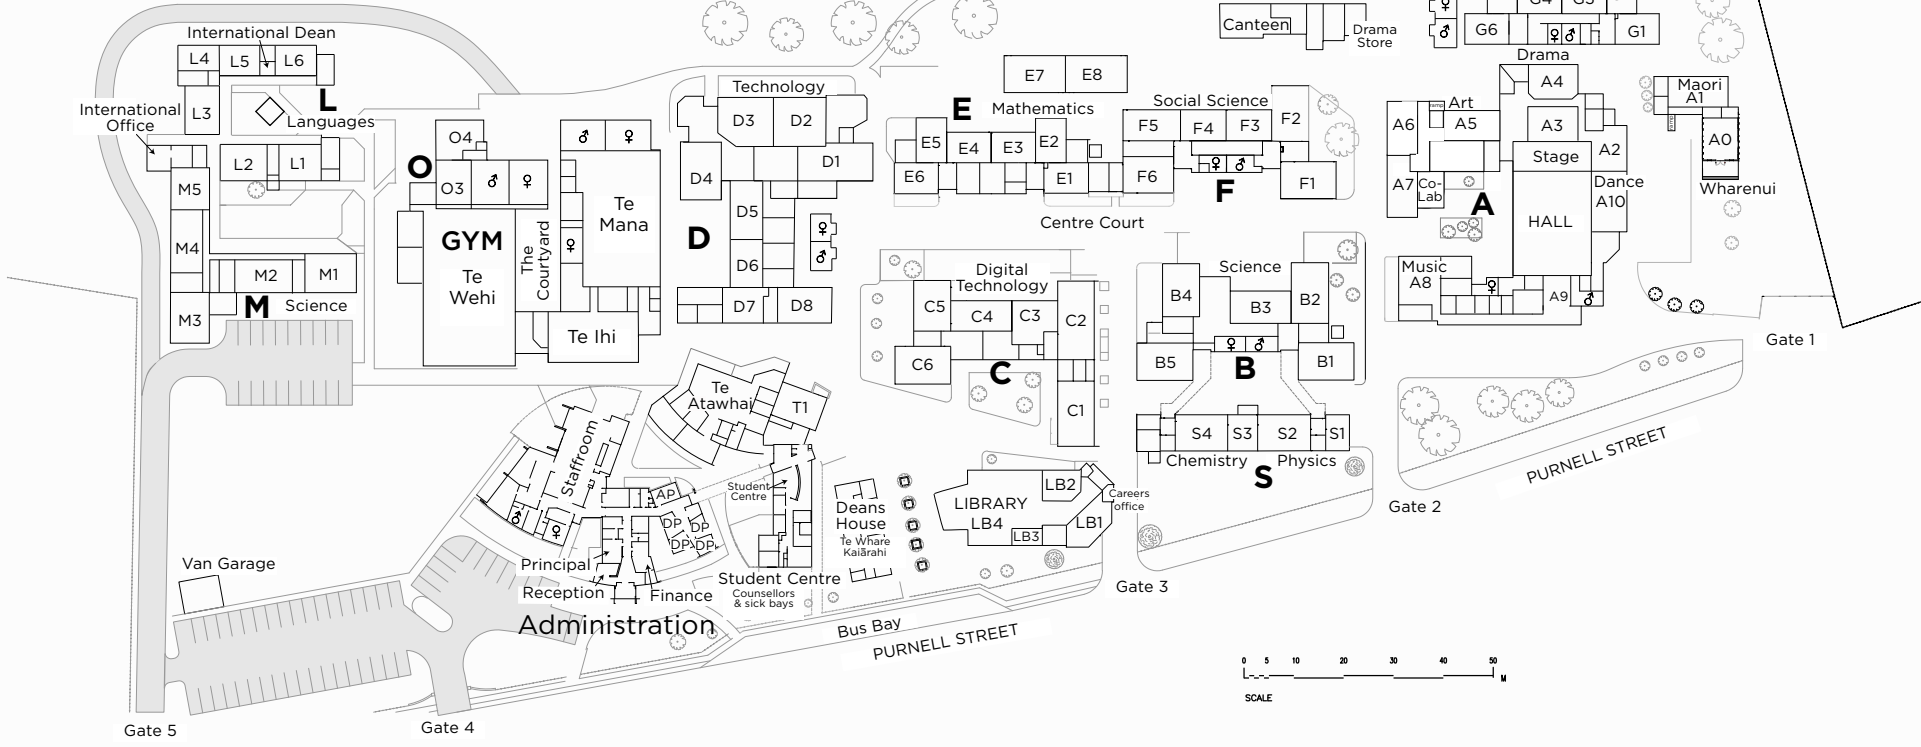 International Dean
L4
L5
L6
L3
L
International
Office
Languages
L2
L1
M5
M4
M2
M1
M3
M
Science
O4
O
O3
♂
♀
♂
♀
GYM
Te
Wehi
The
Courtyard
♀
Te
Mana
Te Ihi
Technology
D3
D2
D1
D4
D5
D
D6
D7
D8
♀
♂
E7
E8
E
Mathematics
E5
E4
E3
E2
E6
E1
Centre Court
Social Science
F5
F4
F3
F2
F6
♀
♂
F
F1
Canteen
Drama
Store
♀
♂
G4
G3
G6
♀
♂
G1
Drama
A4
Art
ramp
A6
A5
A3
A2
Stage
A7
Co-
Lab
A
HALL
Dance
A10
Music
A8
♀
A9
♂
Maori
A1
ramp
A0
Wharenui
Gate 1
Digital
Technology
C5
C4
C3
C2
C6
C
C1
Science
B4
B3
B2
B5
♀
♂
B
B1
S4
S3
S2
S1
Chemistry
Physics
S
PURNELL STREET
Gate 2
Te
Atawhai
T1
Staffroom
♂
♀
AP
DP
DP
DP
DP
Student
Centre
Principal
Reception
Finance
Administration
Student Centre
Counsellors
& sick bays
Deans
House
Te Whare
Kaiārahi
LIBRARY
LB4
LB2
LB3
LB1
Careers
office
Gate 3
Van Garage
Bus Bay
PURNELL STREET
Gate 5
Gate 4
0 5 10 20 30 40 50
M
SCALE